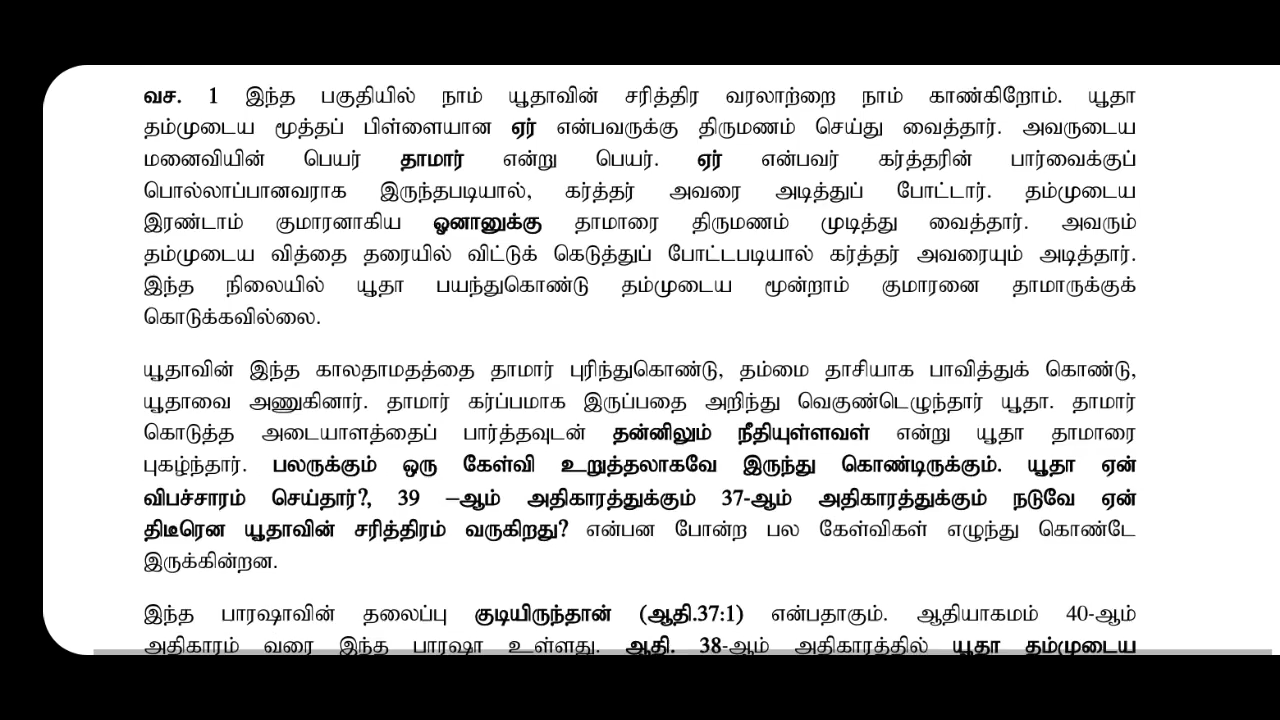 வச. 1 இந்த பகுதியில் நாம் யூதாவின் சரித்திர வரலாற்றை நாம் காண்கிறோம். யூதா
தம்முடைய மூத்தப் பிள்ளையான ஏர் என்பவருக்கு திருமணம் செய்து வைத்தார். அவருடைய
மனைவியின் பெயர் தாமார் என்று பெயர். ஏர் என்பவர் கர்த்தரின் பார்வைக்குப்
பொல்லாப்பானவராக இருந்தபடியால், கர்த்தர் அவரை அடித்துப் போட்டார். தம்முடைய
இரண்டாம் குமாரனாகிய ஓனானுக்கு தாமாரை திருமணம் முடித்து வைத்தார். அவரும்
தம்முடைய வித்தை தரையில் விட்டுக் கெடுத்துப் போட்டபடியால் கர்த்தர் அவரையும் அடித்தார்.
இந்த நிலையில் யூதா பயந்துகொண்டு தம்முடைய மூன்றாம் குமாரனை தாமாருக்குக்
கொடுக்கவில்லை.
யூதாவின் இந்த காலதாமதத்தை தாமார் புரிந்துகொண்டு, தம்மை தாசியாக பாவித்துக் கொண்டு,
யூதாவை அணுகினார். தாமார் கர்ப்பமாக இருப்பதை அறிந்து வெகுண்டெழுந்தார் யூதா. தாமார்
கொடுத்த அடையாளத்தைப் பார்த்தவுடன் தன்னிலும் நீதியுள்ளவள் என்று யூதா தாமாரை
புகழ்ந்தார். பலருக்கும் ஒரு கேள்வி உறுத்தலாகவே இருந்து கொண்டிருக்கும். யூதா ஏன்
விபச்சாரம் செய்தார்?, 39 –ஆம் அதிகாரத்துக்கும் 37-ஆம் அதிகாரத்துக்கும் நடுவே ஏன்
திடீரென யூதாவின் சரித்திரம் வருகிறது? என்பன போன்ற பல கேள்விகள் எழுந்து கொண்டே
இருக்கின்றன.
இந்த பாரஷாவின் தலைப்பு குடியிருந்தான் (ஆதி.37:1) என்பதாகும். ஆதியாகமம் 40-ஆம்
அதிகாரம் வரை இந்த பாரஷா உள்ளது. ஆதி. 38-ஆம் அதிகாரத்தில் யூதா தம்முடைய